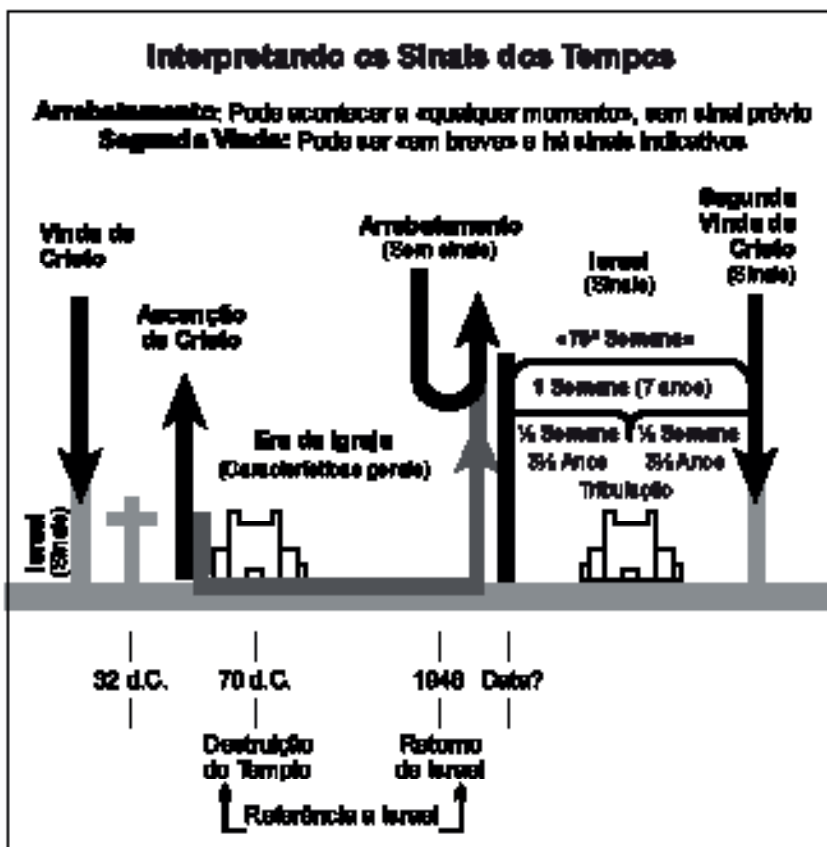 Interpretando os Sinais dos Tempos
Arrebatamento: Pode acontecer a «qualquer momento», sem sinal prévio
Segunda Vinda: Pode ser «em breve» e há sinais indicativos
Vinda de
Cristo
Ascenção
de Cristo
Arrebatamento
(Sem sinais)
Israel
(Sinais)
Segunda
Vinda de
Cristo
(Sinais)
«70ª Semana»
1 Semana (7 anos)
½ Semana ½ Semana
3½ Anos 3½ Anos
Tribulação
Era da Igreja
(Características gerais)
Israel
(Sinais)
32 d.C. 70 d.C. 1948 Data?
Destruição
do Templo
Retorno
de Israel
Referência a Israel